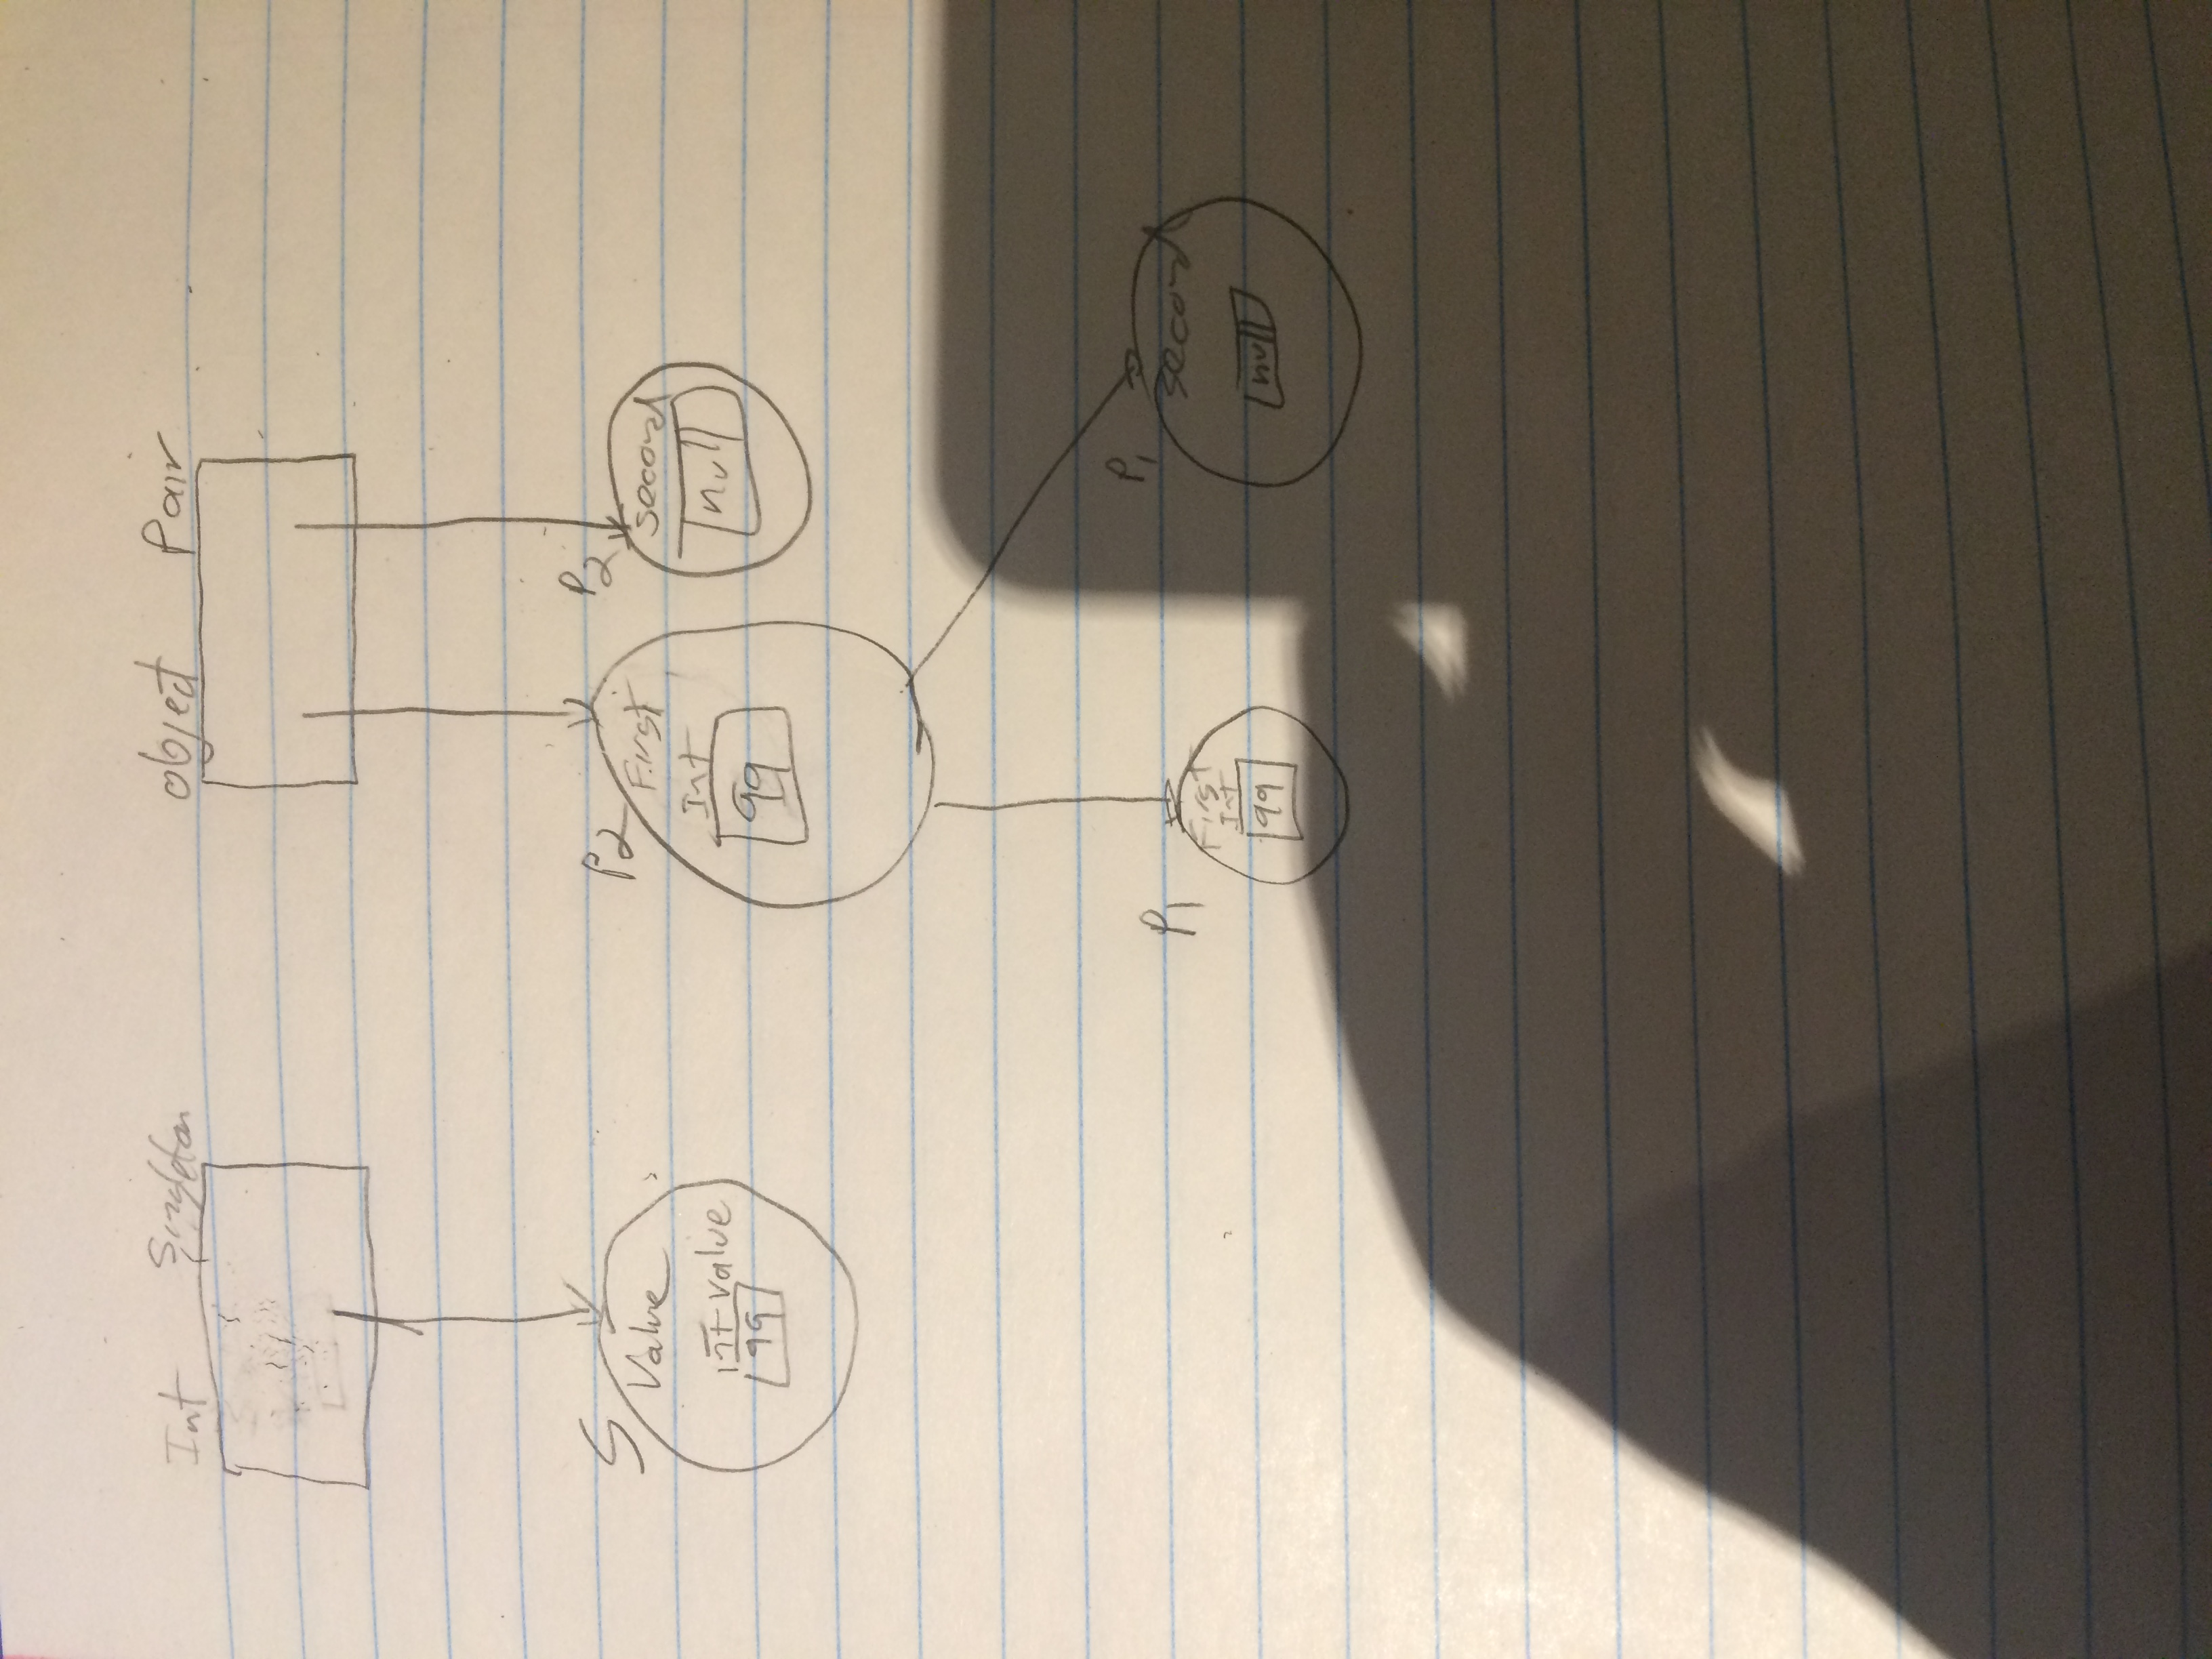 Int Singleton
object Pair
S
Value
int value
99
P2
First
Int
99
P2
second
null
P1
First
Int
99
P1
second
null